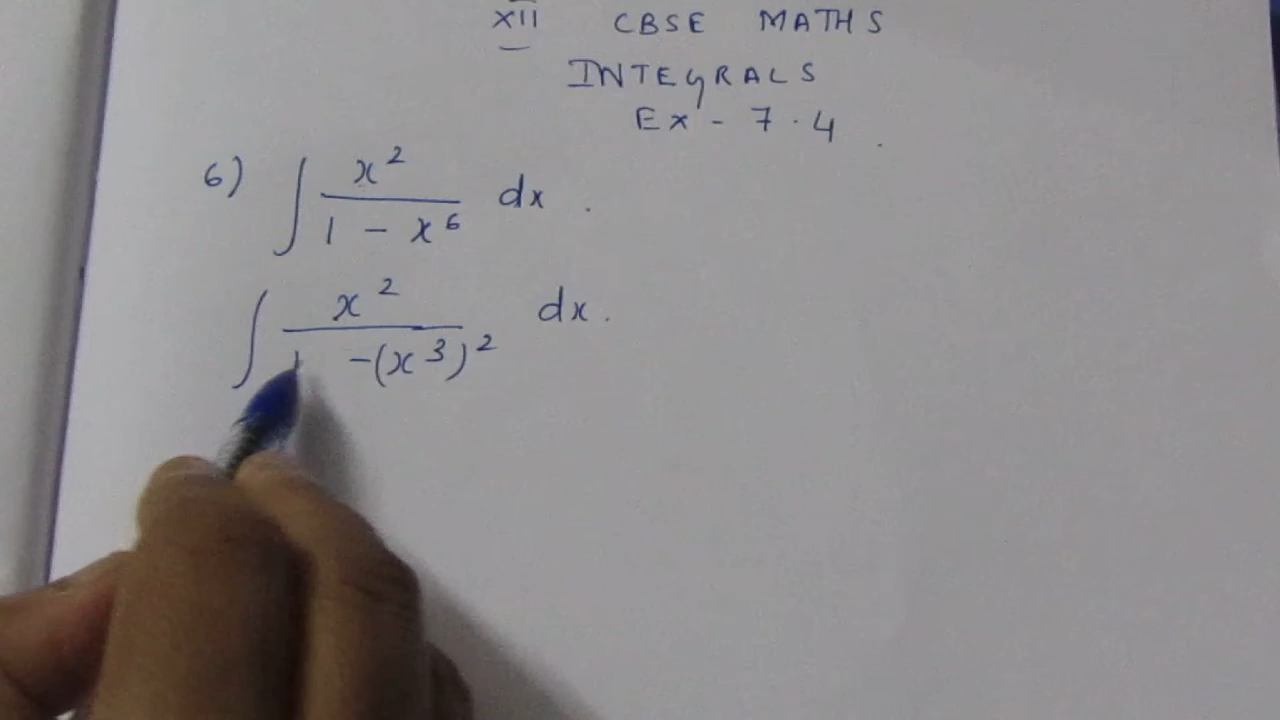 XII CBSE MATHS
INTEGRALS
Ex - 7.4.
6) ∫ x² / (1 - x⁶) dx.
∫ x² / (1 - (x³)²) dx.